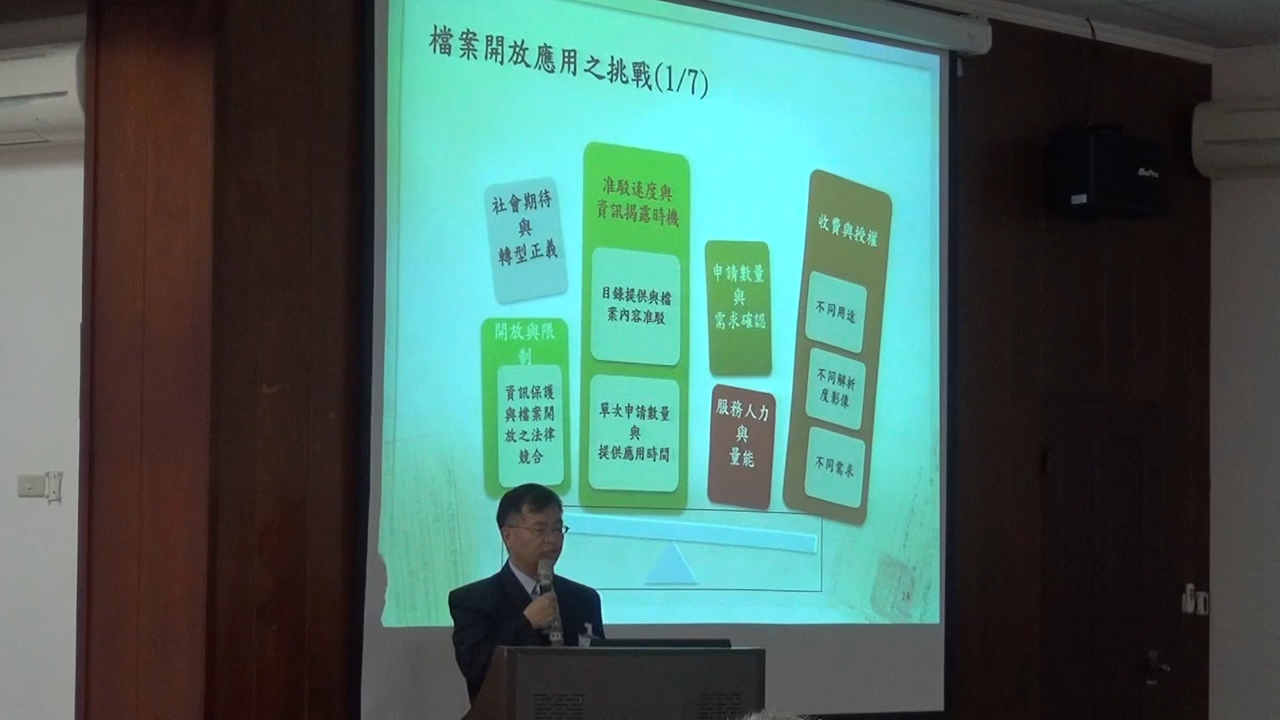 檔案開放應用之挑戰(1/7)
社會期待
與
轉型正義
開放與限
制
資訊保護
與檔案開
放之法律
競合
准駁速度與
資訊揭露時機
目錄提供與檔
案內容准駁
單次申請數量
與
提供應用時間
申請數量
與
需求確認
服務人力
與
量能
收費與授權
不同用途
不同解析
度影像
不同需求